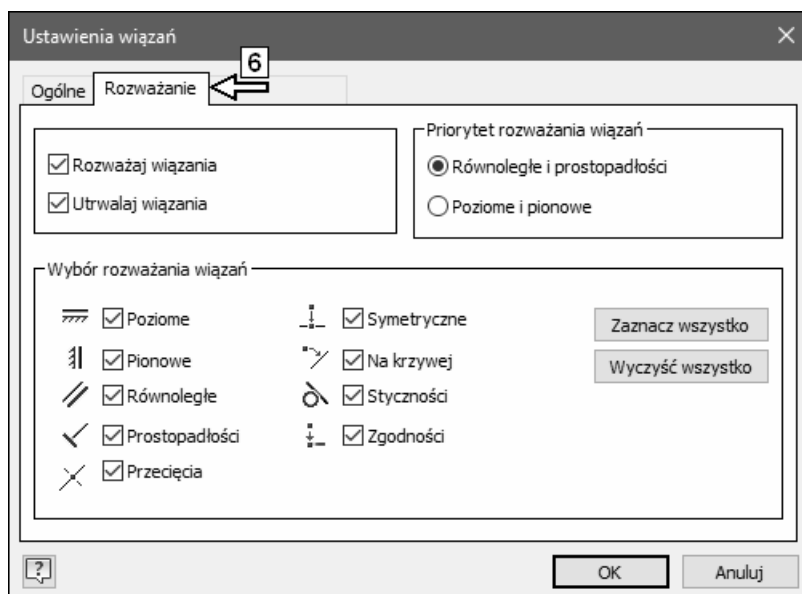 Ustawienia wiązań
6
Ogólne Rozważanie
Rozważaj wiązania
Utrwalaj wiązania
Priorytet rozważania wiązań
Równoległe i prostopadłości
Poziome i pionowe
Wybór rozważania wiązań
Poziome
Pionowe
Równoległe
Prostopadłości
Przecięcia
Symetryczne
Na krzywej
Styczności
Zgodności
Zaznacz wszystko
Wyczyść wszystko
?
OK Anuluj